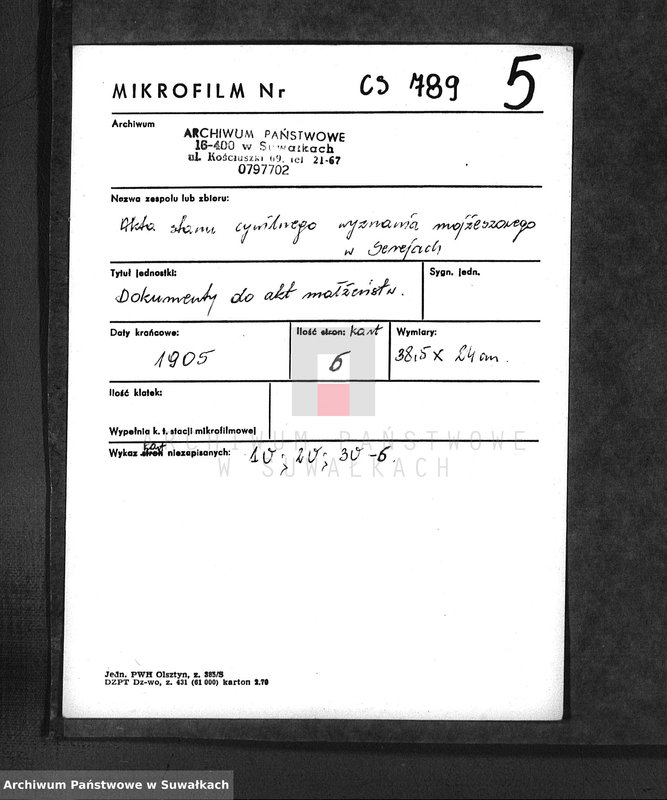 MIKROFILM Nr CS 789 5
Archiwum
ARCHIWUM PAŃSTWOWE
16-400 w Suwałkach
ul. Kościuszki 69, tel 21-67
0797702
Nazwa zespołu lub zbioru:
Akta stanu cywilnego wyznania mojżeszowego
w Serejach
Tytuł jednostki:
Sygn. jedn.
Dokumenty do akt małżeństw.
Daty krańcowe:
Ilość stron: kart
Wymiary:
1905
6
38,5 x 24 cm.
Ilość klatek:
Wypełnia k. t. stacji mikrofilmowej
ARCHIWUM PAŃSTWOWE
W SUWAŁKACH
kart
Wykaz stron niezapisanych: 1v; 2v; 3v-6.
Jedn. PWH Olsztyn, z. 385/S
DZPT Dz-wo, z. 431 (61 000) karton 2.70
Archiwum Państwowe w Suwałkach